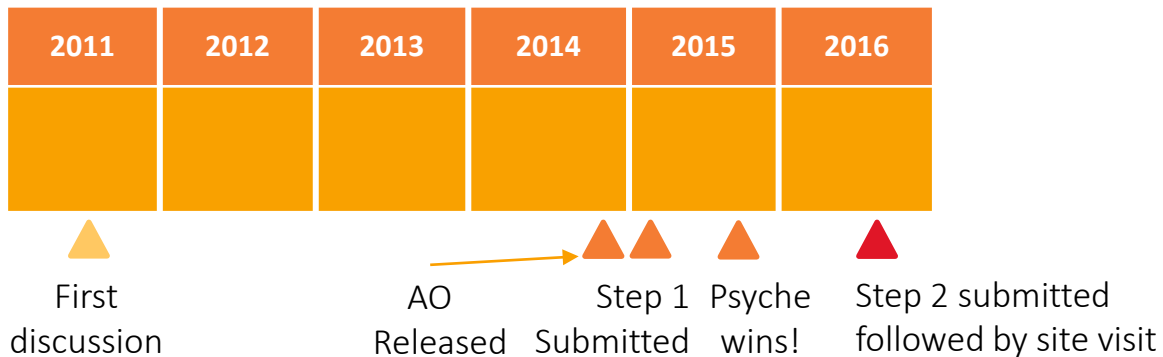 2011 2012 2013 2014 2015 2016
First
discussion
AO
Released
Step 1
Submitted
Psyche
wins!
Step 2 submitted
followed by site visit